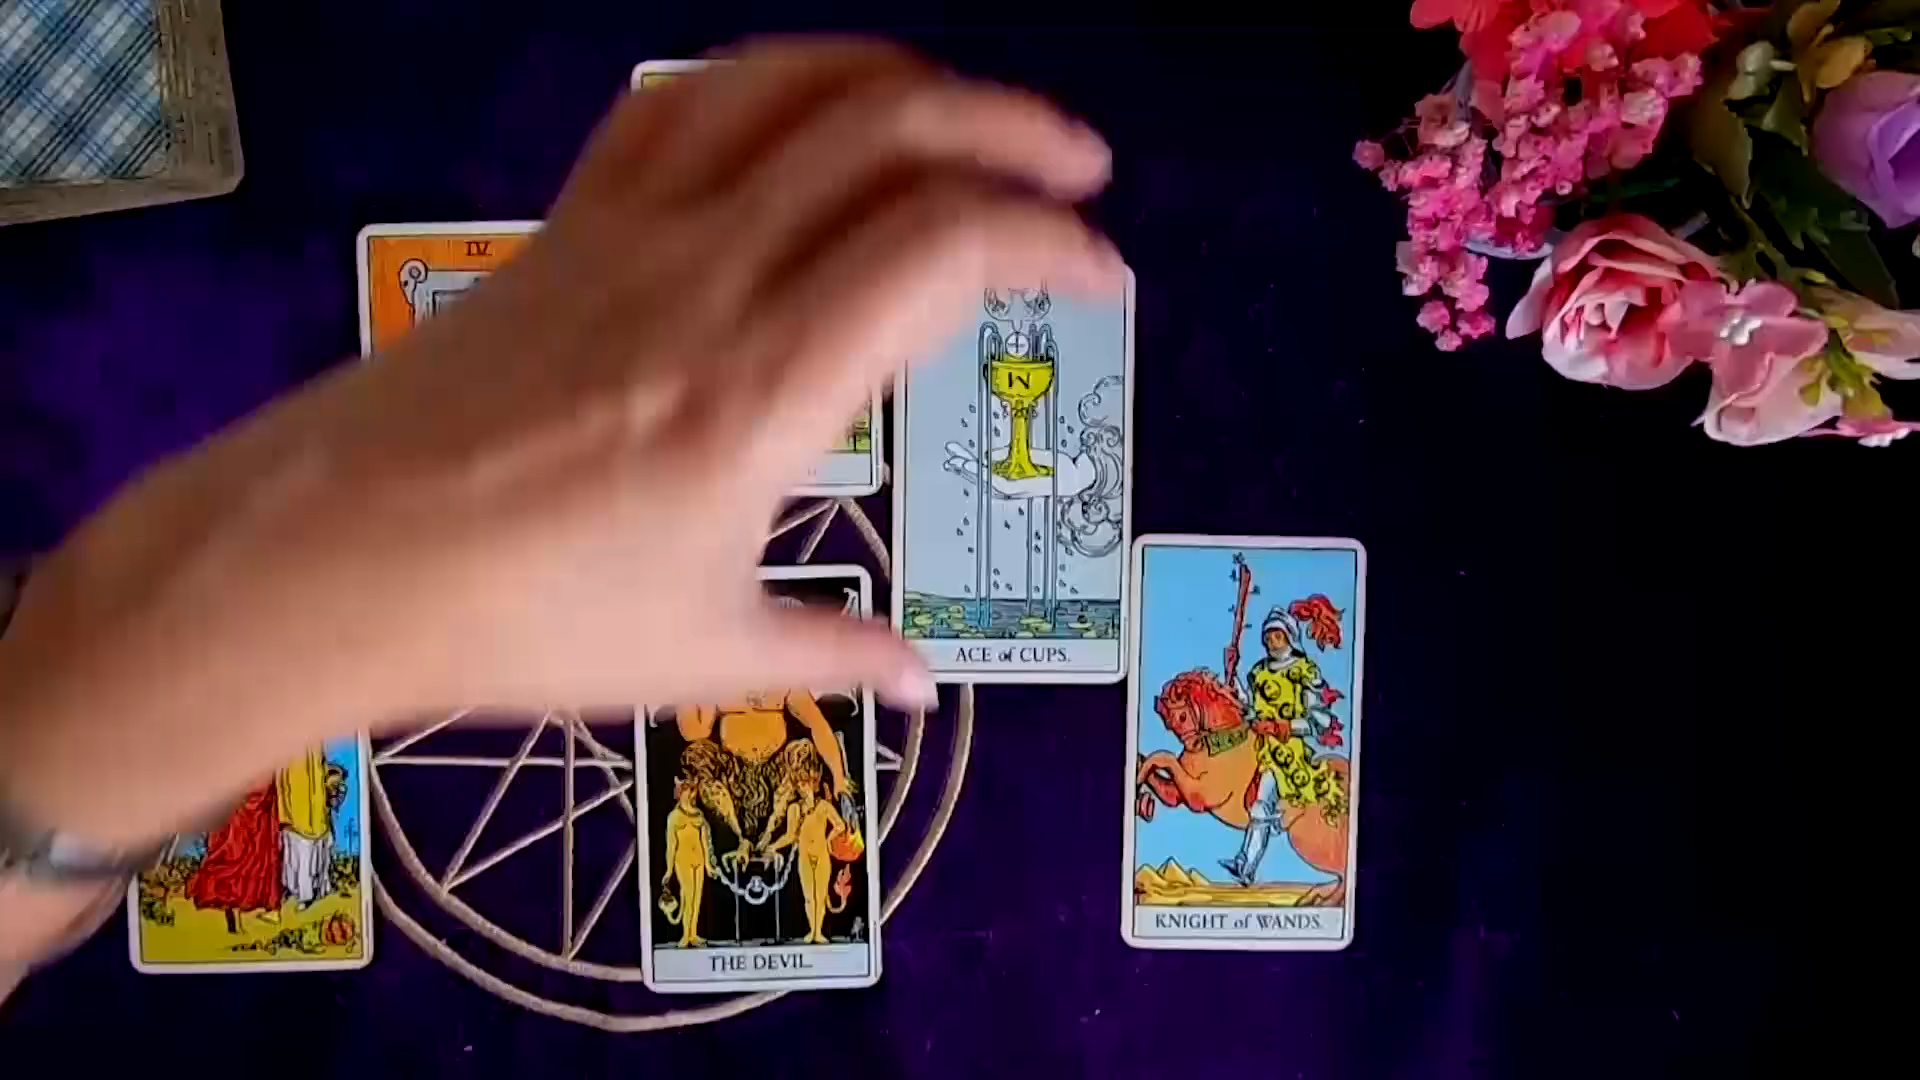 IV
ACE of CUPS.
KNIGHT of WANDS.
THE DEVIL.